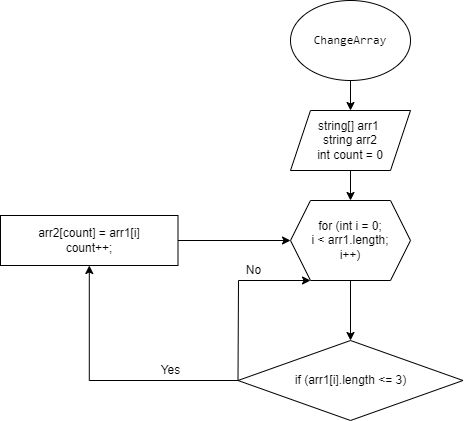 ChangeArray
string[] arr1
string arr2
int count = 0
for (int i = 0;
i < arr1.length;
i++)
arr2[count] = arr1[i]
count++;
No
Yes
if (arr1[i].length <= 3)